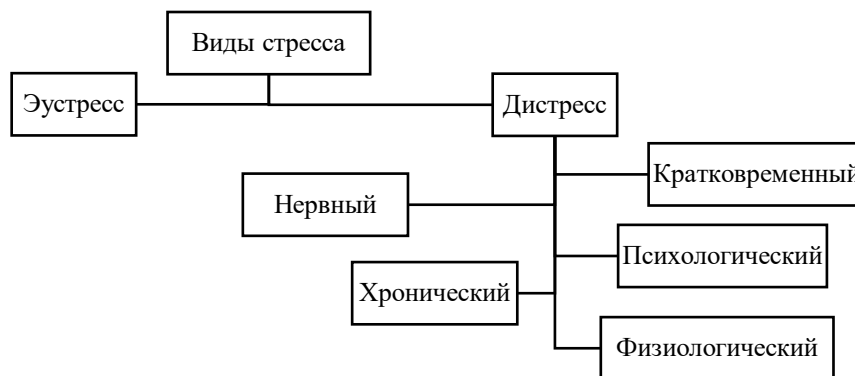 Виды стресса
Эустресс
Дистресс
Кратковременный
Нервный
Психологический
Хронический
Физиологический